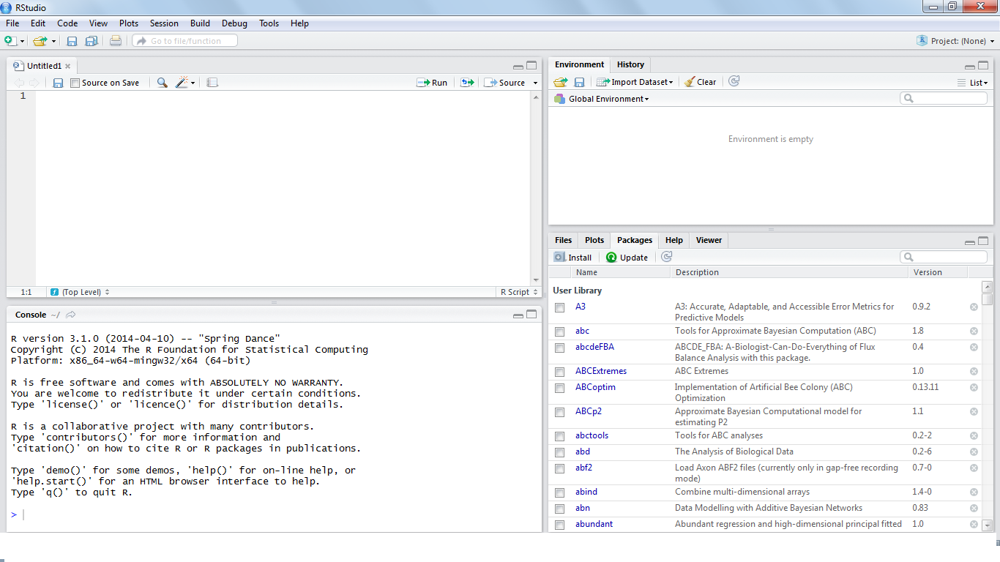 RStudio
File Edit Code View Plots Session Build Debug Tools Help
Go to file/function
Project: (None)
Untitled1
Source on Save
Run
Source
1
1:1
(Top Level)
R Script
Console ~/
R version 3.1.0 (2014-04-10) -- "Spring Dance"
Copyright (C) 2014 The R Foundation for Statistical Computing
Platform: x86_64-w64-mingw32/x64 (64-bit)
R is free software and comes with ABSOLUTELY NO WARRANTY.
You are welcome to redistribute it under certain conditions.
Type 'license()' or 'licence()' for distribution details.
R is a collaborative project with many contributors.
Type 'contributors()' for more information and
'citation()' on how to cite R or R packages in publications.
Type 'demo()' for some demos, 'help()' for on-line help, or
'help.start()' for an HTML browser interface to help.
Type 'q()' to quit R.
>
Environment History
Import Dataset
Clear
List
Global Environment
Environment is empty
Files Plots Packages Help Viewer
Install Update
Name Description Version
User Library
A3 A3: Accurate, Adaptable, and Accessible Error Metrics for 0.9.2
Predictive Models
abc Tools for Approximate Bayesian Computation (ABC) 1.8
abcdeFBA ABCDE_FBA: A-Biologist-Can-Do-Everything of Flux 0.4
Balance Analysis with this package.
ABCExtremes ABC Extremes 1.0
ABCoptim Implementation of Artificial Bee Colony (ABC) 0.13.11
Optimization
ABCp2 Approximate Bayesian Computational model for 1.1
estimating P2
abctools Tools for ABC analyses 0.2-2
abd The Analysis of Biological Data 0.2-6
abf2 Load Axon ABF2 files (currently only in gap-free recording 0.7-0
mode)
abind Combine multi-dimensional arrays 1.4-0
abn Data Modelling with Additive Bayesian Networks 0.83
abundant Abundant regression and high-dimensional principal fitted 1.0